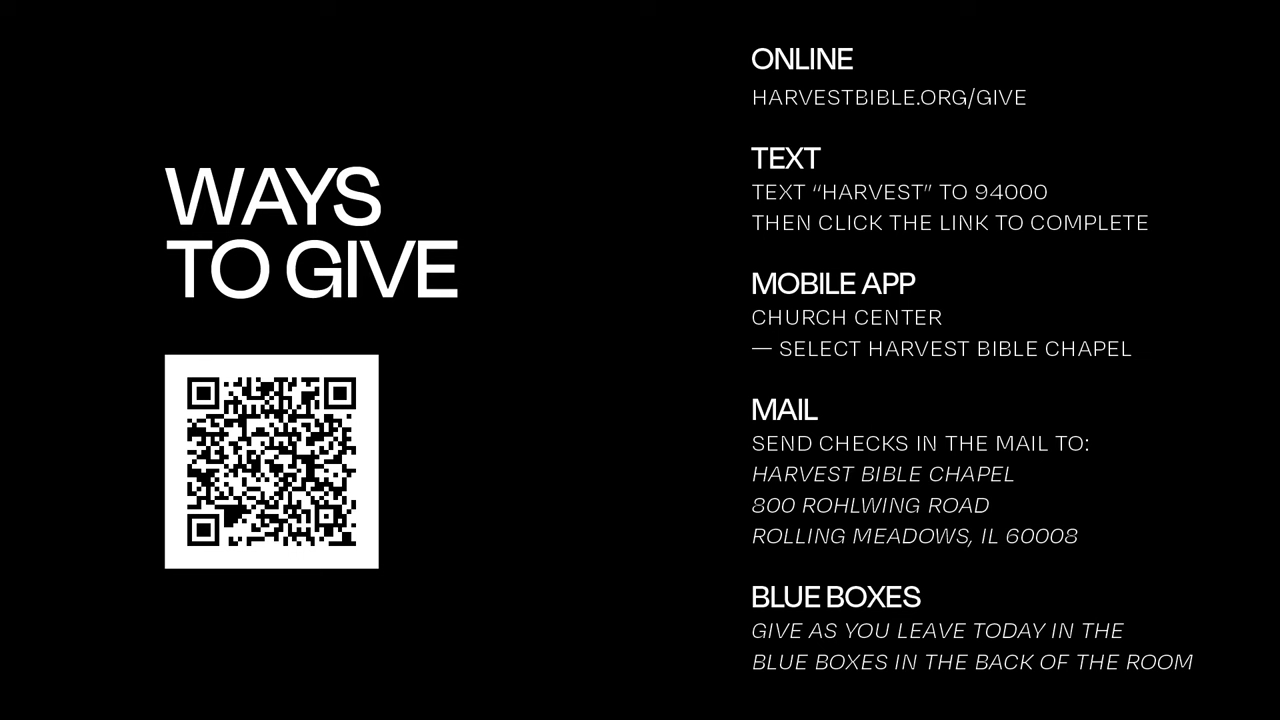 WAYS
TO GIVE
ONLINE
HARVESTBIBLE.ORG/GIVE
TEXT
TEXT “HARVEST” TO 94000
THEN CLICK THE LINK TO COMPLETE
MOBILE APP
CHURCH CENTER
— SELECT HARVEST BIBLE CHAPEL
MAIL
SEND CHECKS IN THE MAIL TO:
HARVEST BIBLE CHAPEL
800 ROHLWING ROAD
ROLLING MEADOWS, IL 60008
BLUE BOXES
GIVE AS YOU LEAVE TODAY IN THE
BLUE BOXES IN THE BACK OF THE ROOM